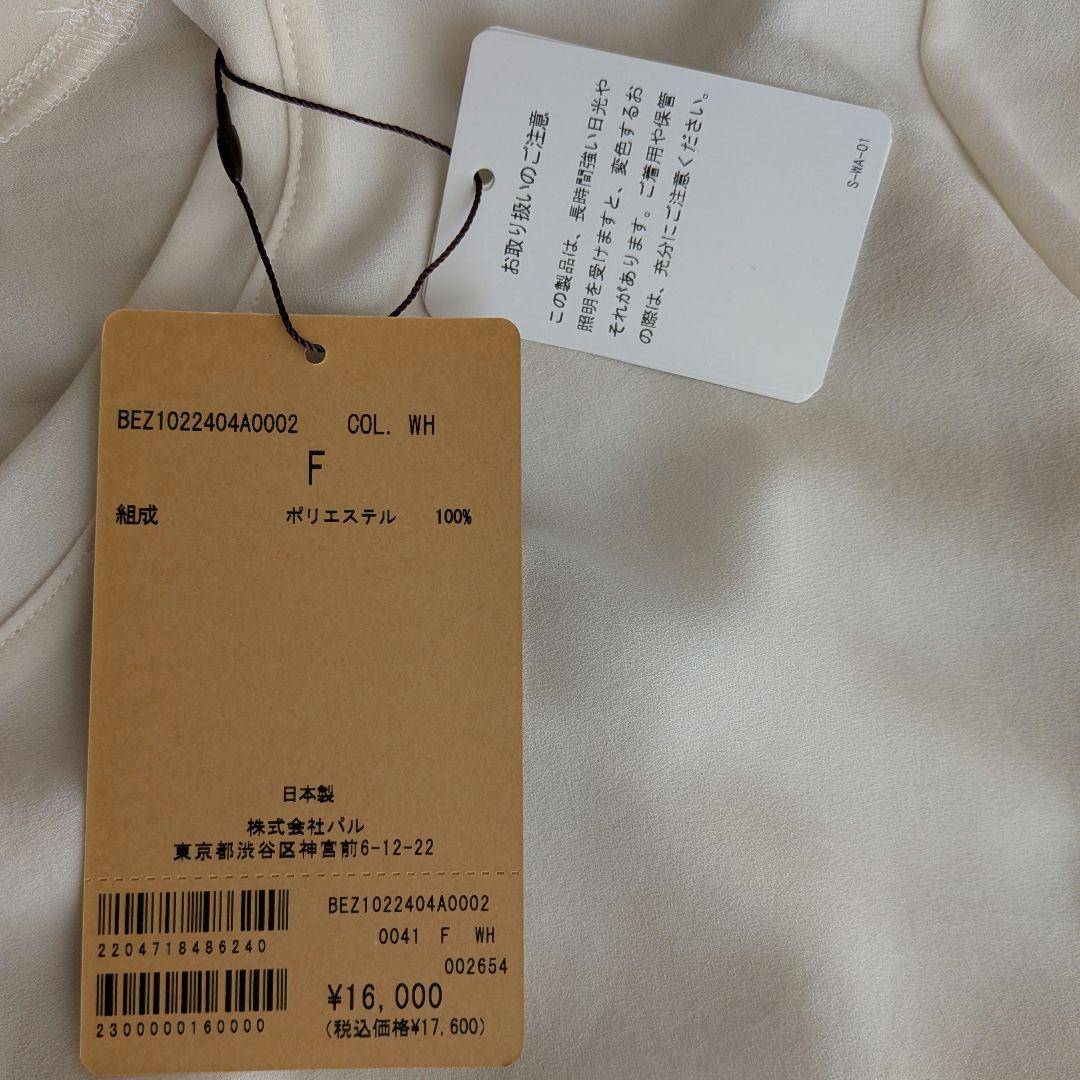 お取り扱いのご注意
この製品は、長時間強い日光や
照明を受けますと、変色するお
それがあります。ご着用や保管
の際は、充分にご注意ください。
S-WA-01
BEZ1022404A0002 COL. WH
F
組成 ポリエステル 100%
日本製
株式会社パル
東京都渋谷区神宮前6-12-22
BEZ1022404A0002
0041 F WH
002654
2204718486240
¥16,000
2300000160000
(税込価格¥17,600)